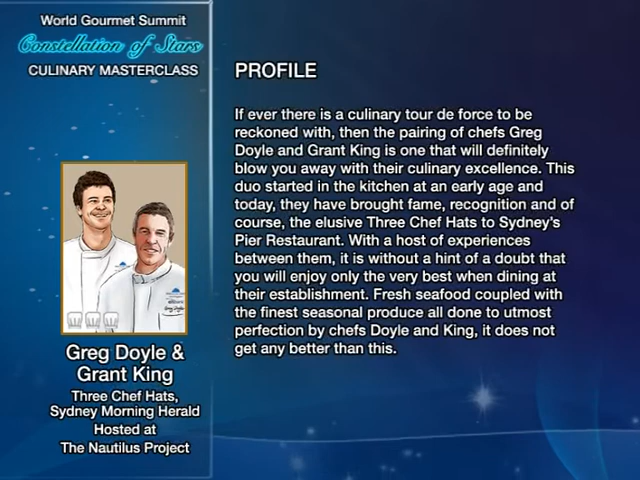 World Gourmet Summit
Constellation of Stars
CULINARY MASTERCLASS
Greg Doyle &
Grant King
Three Chef Hats,
Sydney Morning Herald
Hosted at
The Nautilus Project
PROFILE
If ever there is a culinary tour de force to be
reckoned with, then the pairing of chefs Greg
Doyle and Grant King is one that will definitely
blow you away with their culinary excellence. This
duo started in the kitchen at an early age and
today, they have brought fame, recognition and of
course, the elusive Three Chef Hats to Sydney's
Pier Restaurant. With a host of experiences
between them, it is without a hint of a doubt that
you will enjoy only the very best when dining at
their establishment. Fresh seafood coupled with
the finest seasonal produce all done to utmost
perfection by chefs Doyle and King, it does not
get any better than this.